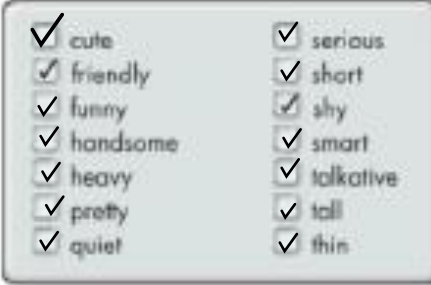 cute
friendly
funny
handsome
heavy
pretty
quiet
serious
short
shy
smart
talkative
tall
thin